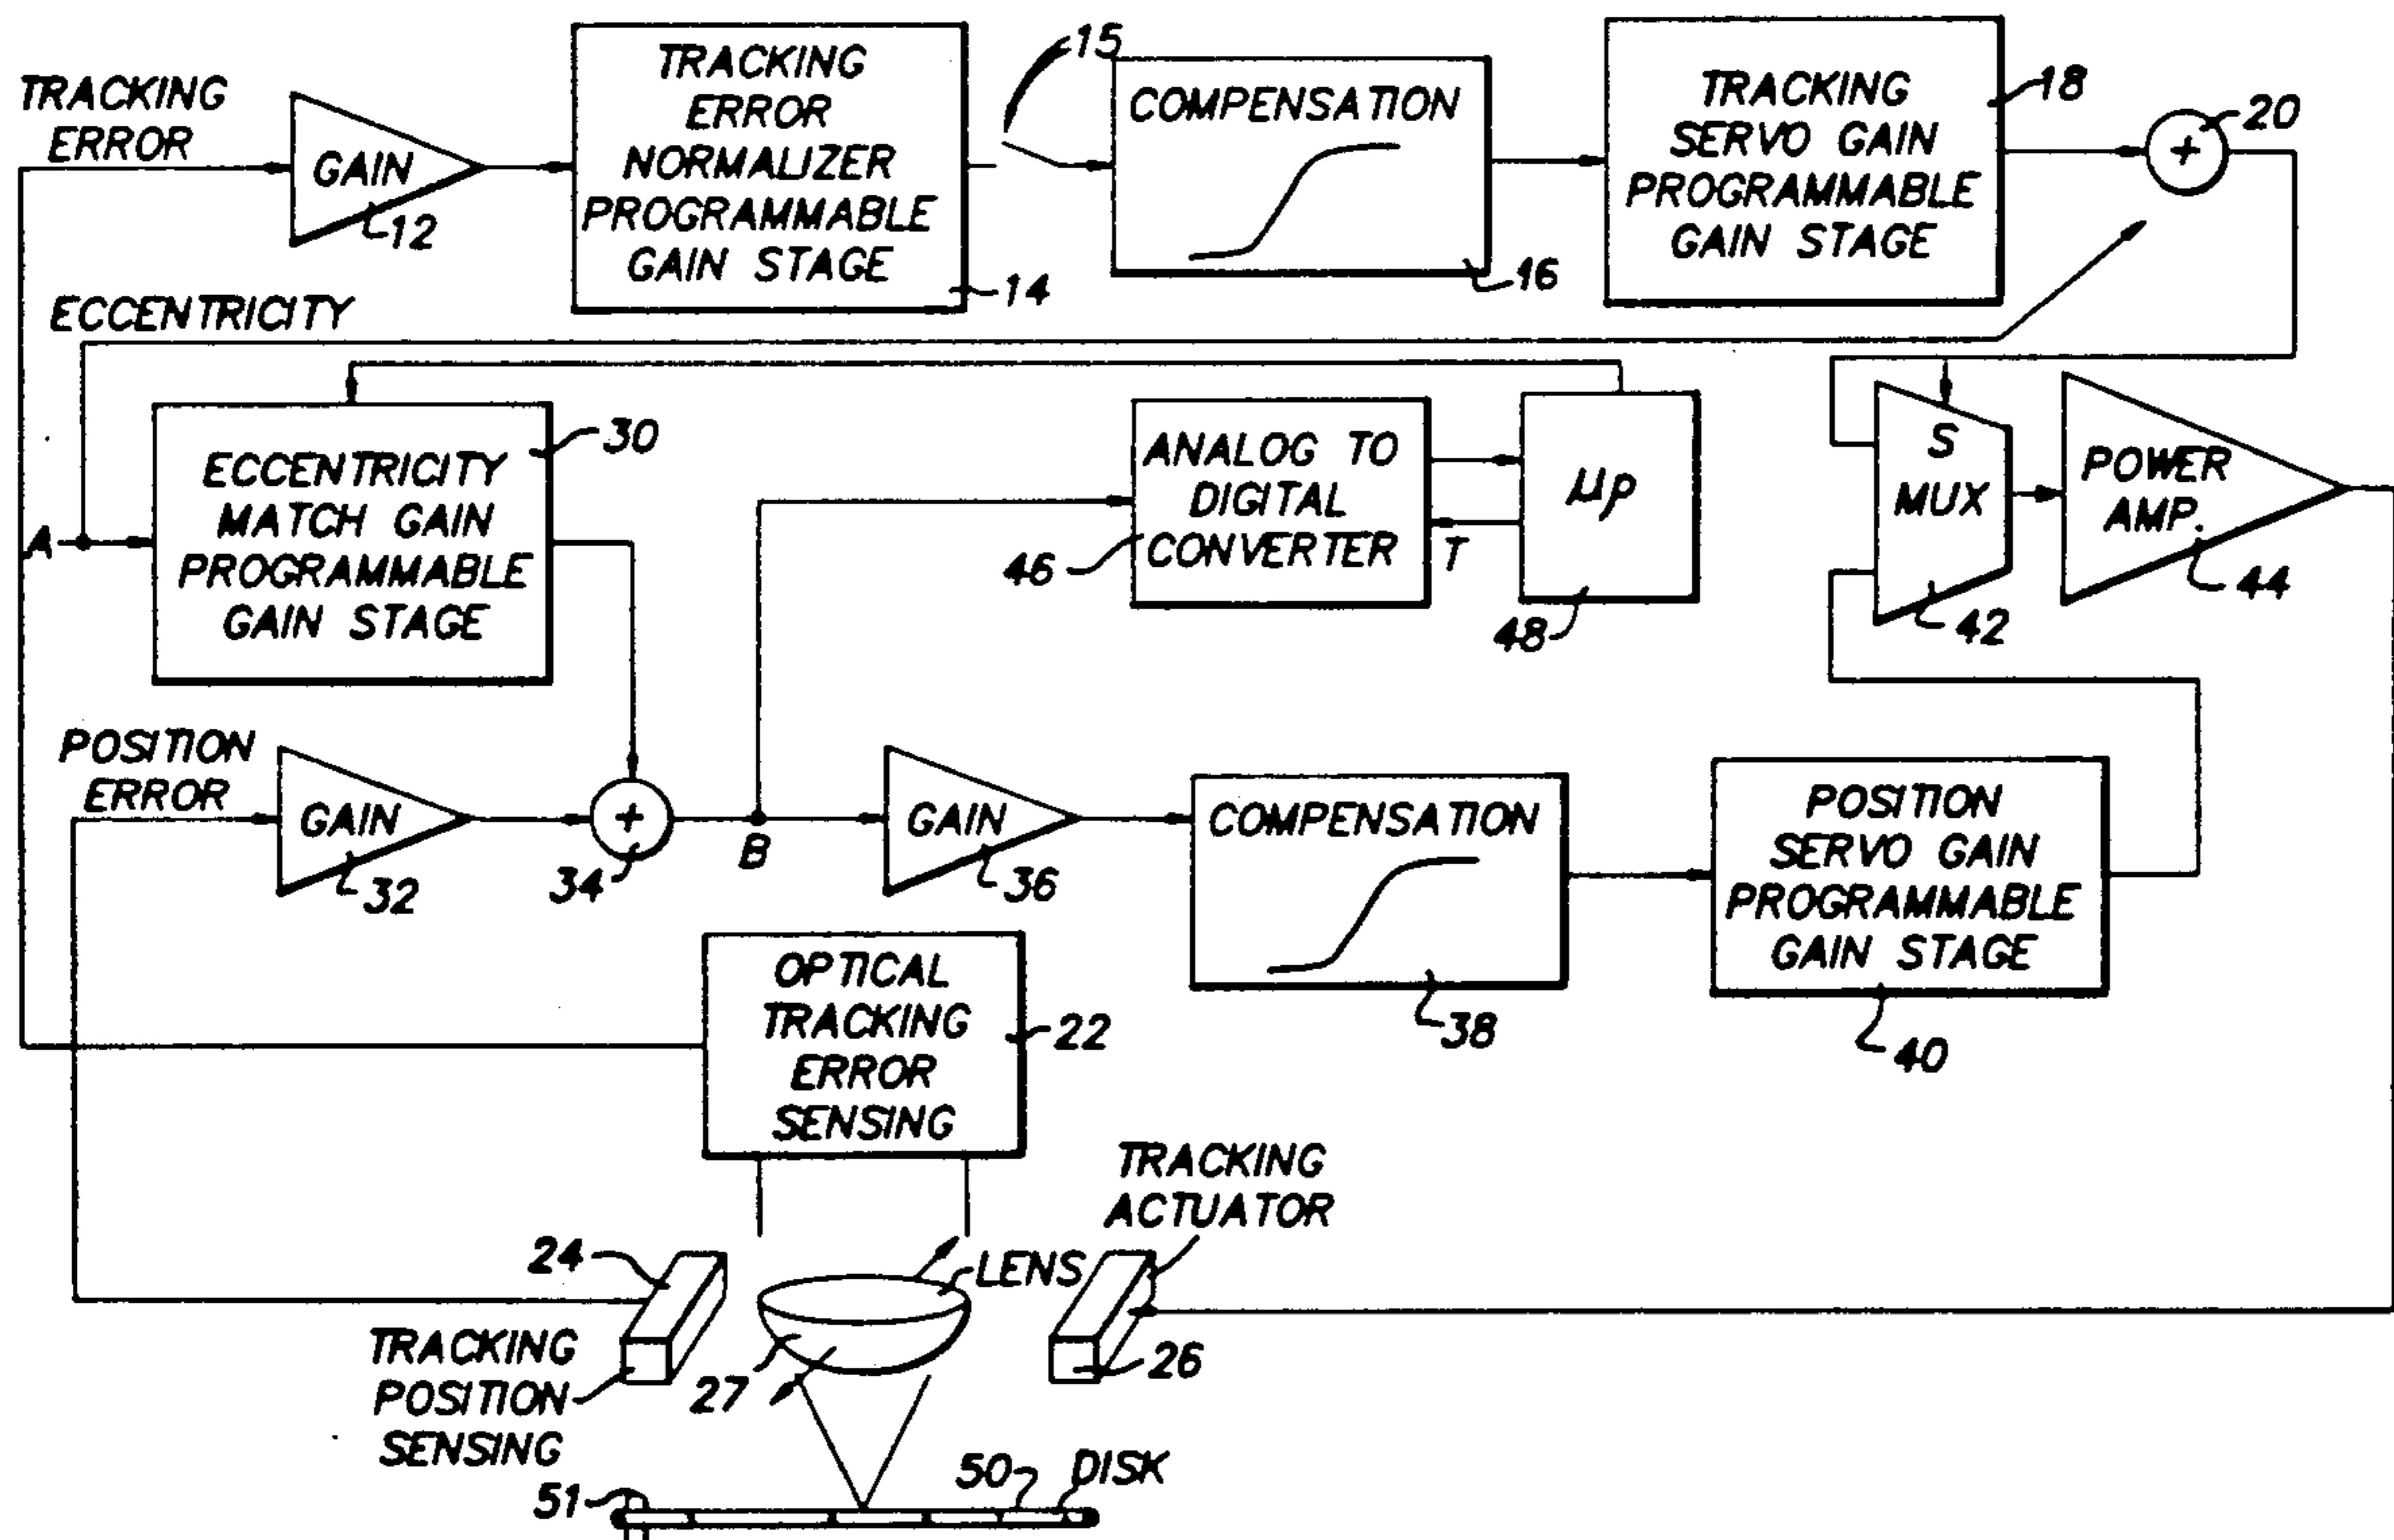 TRACKING
ERROR
GAIN
12
TRACKING
ERROR
NORMALIZER
PROGRAMMABLE
GAIN STAGE
14
15
COMPENSATION
16
TRACKING
SERVO GAIN
PROGRAMMABLE
GAIN STAGE
18
+
20
ECCENTRICITY
A
ECCENTRICITY
MATCH GAIN
PROGRAMMABLE
GAIN STAGE
30
ANALOG TO
DIGITAL
CONVERTER
46
T
μP
48
S
MUX
42
POWER
AMP.
44
POSITION
ERROR
GAIN
32
+
34
B
GAIN
36
COMPENSATION
38
POSITION
SERVO GAIN
PROGRAMMABLE
GAIN STAGE
40
OPTICAL
TRACKING
ERROR
SENSING
22
TRACKING
ACTUATOR
24
LENS
TRACKING
POSITION
SENSING
27
26
51
50
DISK